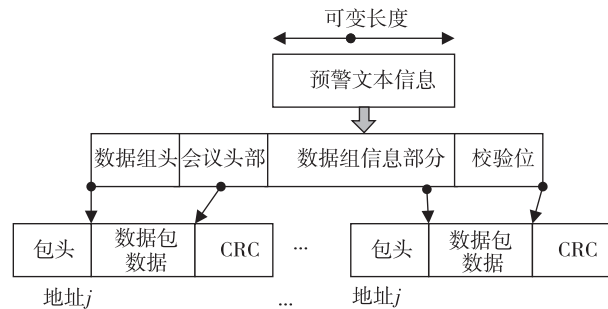 可变长度
预警文本信息
数据组头 会议头部 数据组信息部分 校验位
包头 数据包数据 CRC ... 包头 数据包数据 CRC
地址j ... 地址j